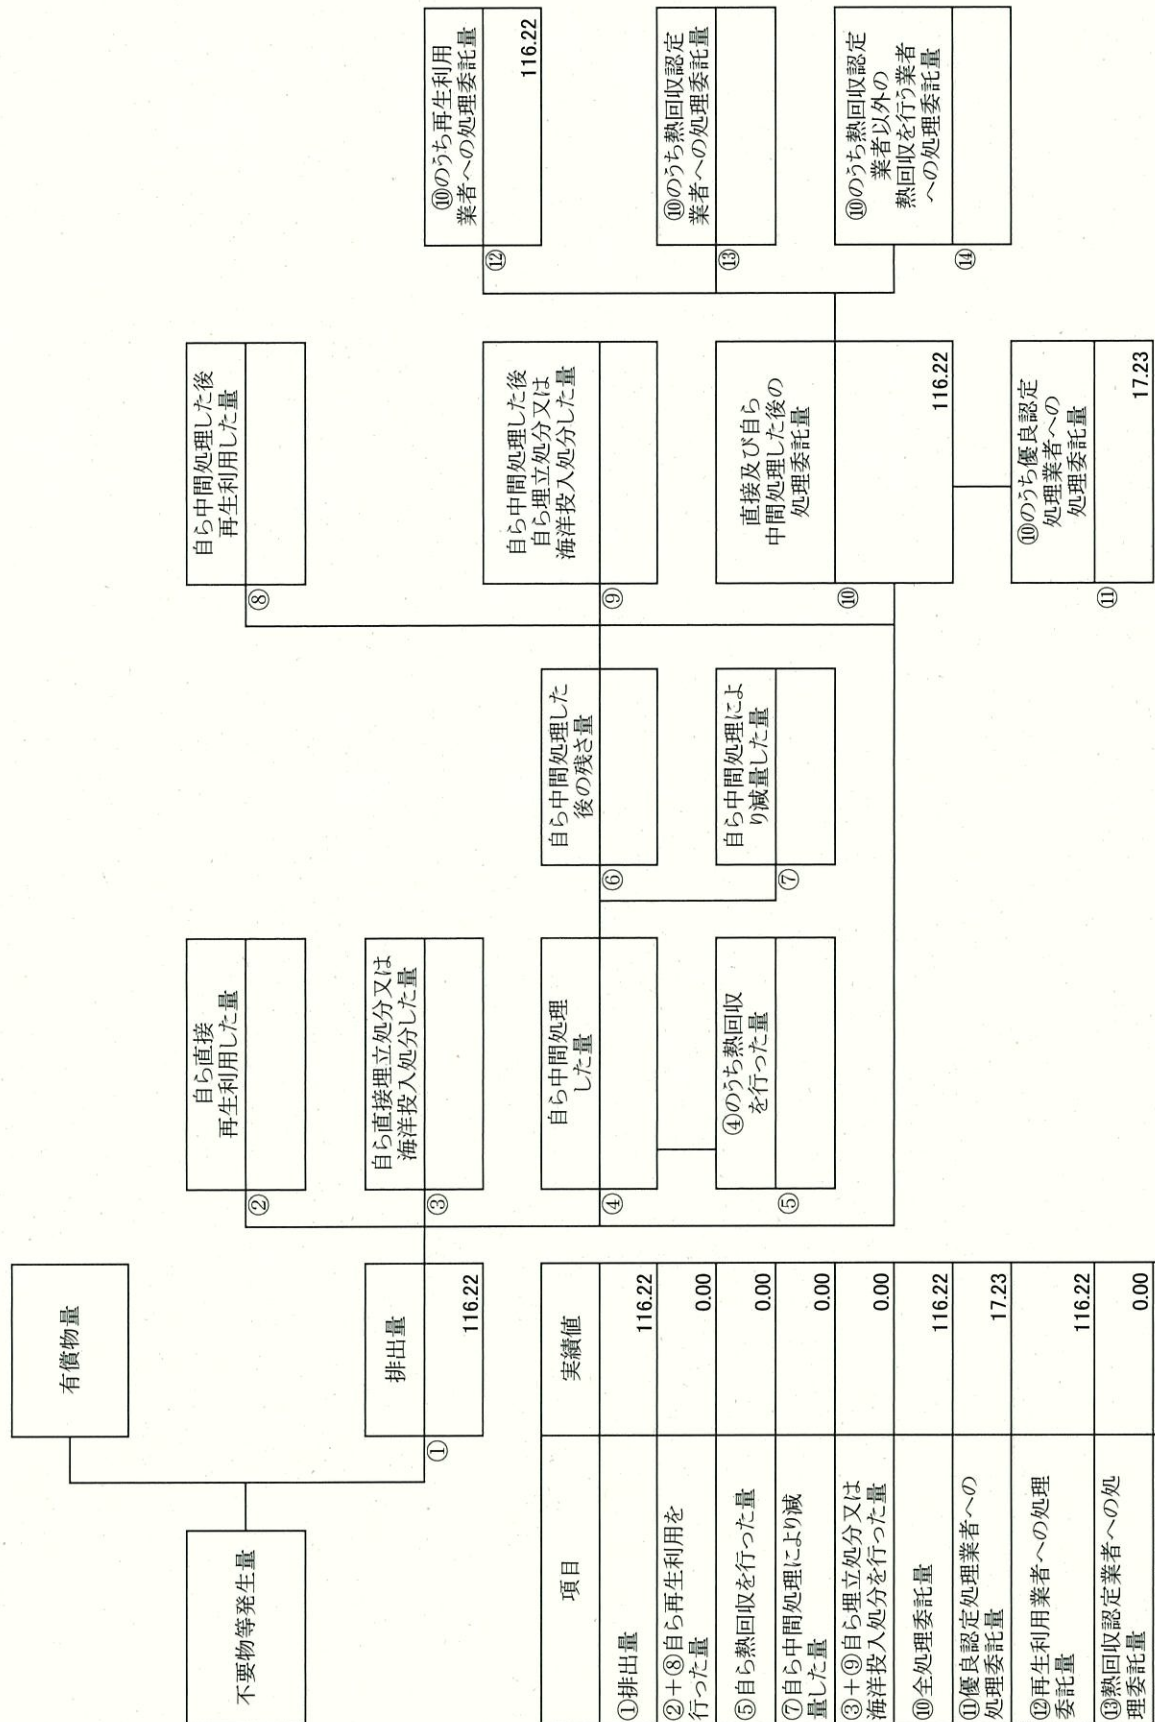 不要物等発生量
有償物量
排出量
①
116.22
自ら直接
再生利用した量
②
自ら直接埋立処分又は
海洋投入処分した量
③
自ら中間処理
した量
④
④のうち熱回収
を行った量
⑤
自ら中間処理した
後の残さ量
⑥
自ら中間処理によ
り減量した量
⑦
自ら中間処理した後
再生利用した量
⑧
自ら中間処理した後
自ら埋立処分又は
海洋投入処分した量
⑨
直接及び自ら
中間処理した後の
処理委託量
⑩
116.22
⑩のうち優良認定
処理業者への
処理委託量
⑪
17.23
⑩のうち再生利用
業者への処理委託量
⑫
116.22
⑩のうち熱回収認定
業者への処理委託量
⑬
⑩のうち熱回収認定
業者以外の
熱回収を行う業者
への処理委託量
⑭
項目 実績値
①排出量 116.22
②+⑧自ら再生利用を
行った量 0.00
⑤自ら熱回収を行った量 0.00
⑦自ら中間処理により減
量した量 0.00
③+⑨自ら埋立処分又は
海洋投入処分を行った量 0.00
⑩全処理委託量 116.22
⑪優良認定処理業者への
処理委託量 17.23
⑫再生利用業者への処理
委託量 116.22
⑬熱回収認定業者への処
理委託量 0.00